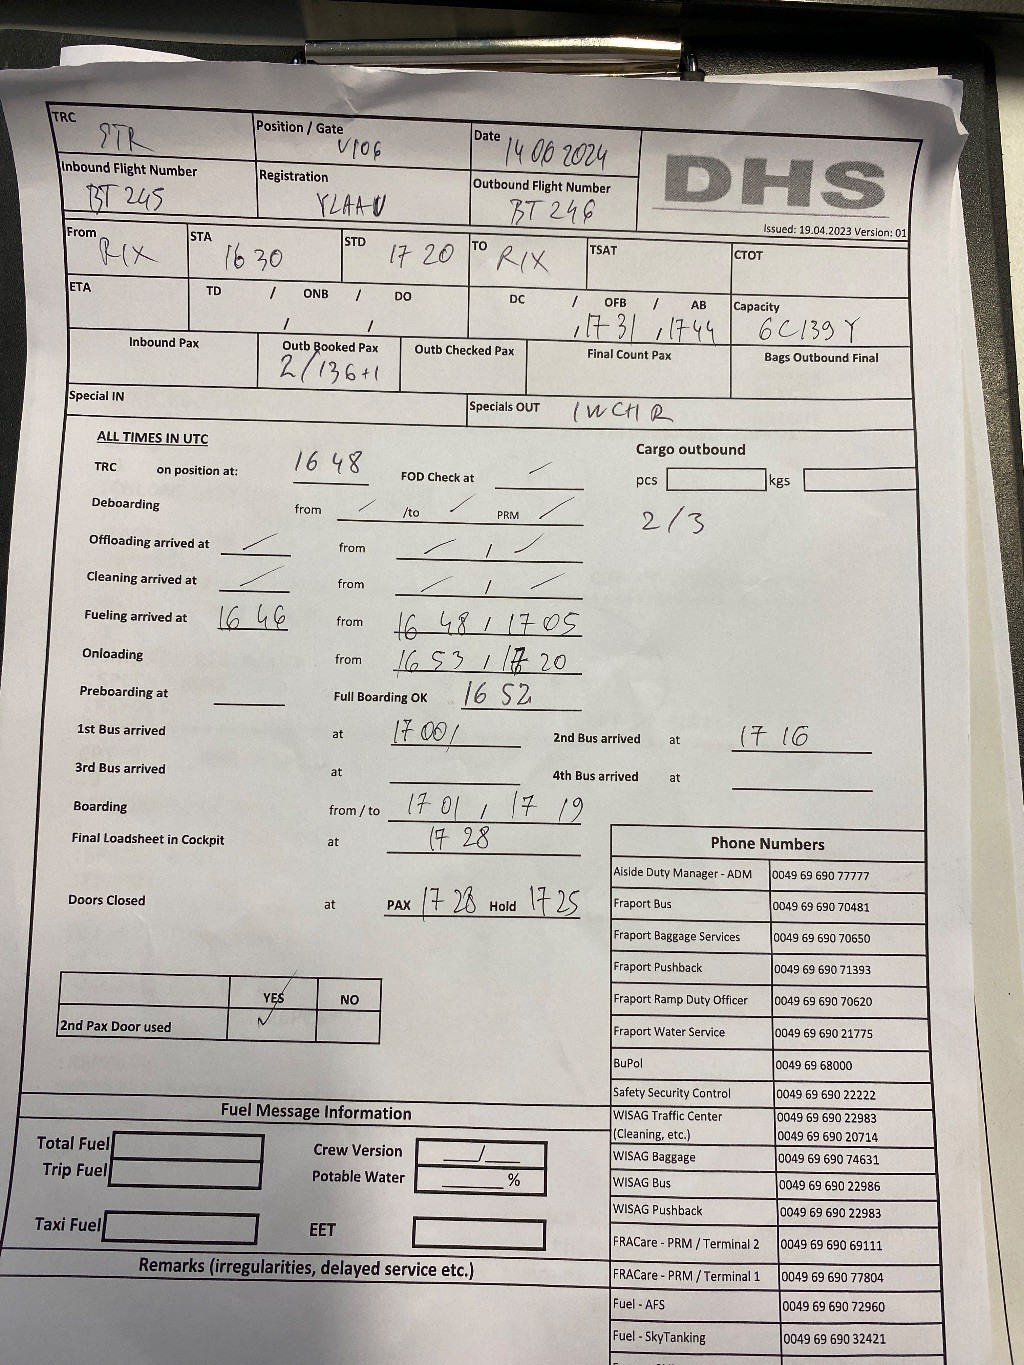 TRC STR Position / Gate V106 Date 14 06 2024 DHS
Inbound Flight Number BT 245 Registration YLAAU Outbound Flight Number BT 246
Issued: 19.04.2023 Version: 01
From RIX STA 16 30 STD 17 20 TO RIX TSAT CTOT
ETA TD / ONB / DO DC / OFB / AB Capacity
/ / , 17 31 , 17 44 6C139Y
Inbound Pax Outb Booked Pax 2/136+1 Outb Checked Pax Final Count Pax Bags Outbound Final
Special IN Specials OUT 1WCHR
ALL TIMES IN UTC
Cargo outbound
TRC on position at: 16 48 FOD Check at /
pcs kgs
Deboarding from / /to / PRM /
2/3
Offloading arrived at / from / / /
Cleaning arrived at / from / / /
Fueling arrived at 16 46 from 16 48 / 17 05
Onloading from 16 53 / 17 20
Preboarding at Full Boarding OK 16 52
1st Bus arrived at 17 00/ 2nd Bus arrived at 17 16
3rd Bus arrived at 4th Bus arrived at
Boarding from / to 17 01 , 17 19
Final Loadsheet in Cockpit at 17 28
Doors Closed at PAX 17 28 Hold 17 25
YES NO
2nd Pax Door used ✓
Phone Numbers
Aiside Duty Manager - ADM 0049 69 690 77777
Fraport Bus 0049 69 690 70481
Fraport Baggage Services 0049 69 690 70650
Fraport Pushback 0049 69 690 71393
Fraport Ramp Duty Officer 0049 69 690 70620
Fraport Water Service 0049 69 690 21775
BuPol 0049 69 68000
Safety Security Control 0049 69 690 22222
WISAG Traffic Center 0049 69 690 22983
(Cleaning, etc.) 0049 69 690 20714
WISAG Baggage 0049 69 690 74631
WISAG Bus 0049 69 690 22986
WISAG Pushback 0049 69 690 22983
FRACare - PRM / Terminal 2 0049 69 690 69111
FRACare - PRM / Terminal 1 0049 69 690 77804
Fuel - AFS 0049 69 690 72960
Fuel - SkyTanking 0049 69 690 32421
Fuel Message Information
Total Fuel Crew Version __/__
Trip Fuel Potable Water ____ %
Taxi Fuel EET
Remarks (irregularities, delayed service etc.)